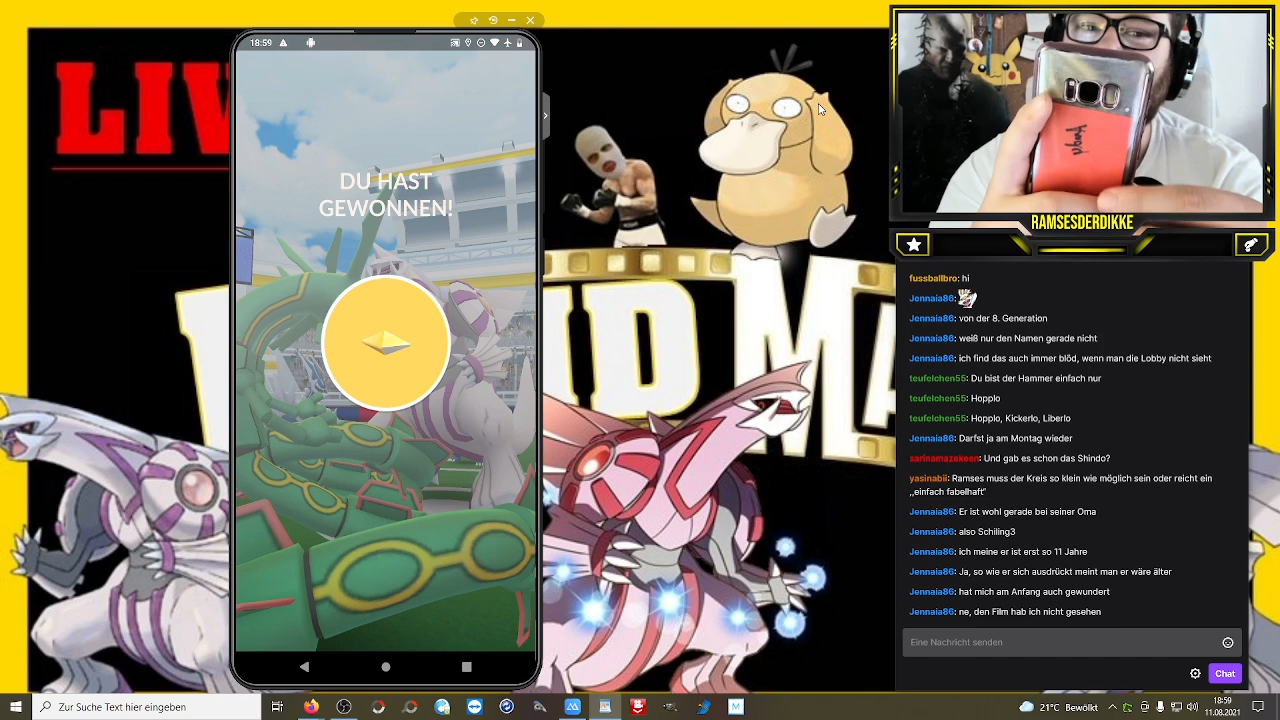 LIV
18:59
DU HAST
GEWONNEN!
RAMSESDERDIKKE
fussballbro: hi
Jennaia86:
Jennaia86: von der 8. Generation
Jennaia86: weiß nur den Namen gerade nicht
Jennaia86: ich find das auch immer blöd, wenn man die Lobby nicht sieht
teufelchen55: Du bist der Hammer einfach nur
teufelchen55: Hopplo
teufelchen55: Hopplo, Kickerlo, Liberlo
Jennaia86: Darfst ja am Montag wieder
sarinamazekeen: Und gab es schon das Shindo?
yasinabii: Ramses muss der Kreis so klein wie möglich sein oder reicht ein
,,einfach fabelhaft“
Jennaia86: Er ist wohl gerade bei seiner Oma
Jennaia86: also Schiling3
Jennaia86: ich meine er ist erst so 11 Jahre
Jennaia86: Ja, so wie er sich ausdrückt meint man er wäre älter
Jennaia86: hat mich am Anfang auch gewundert
Jennaia86: ne, den Film hab ich nicht gesehen
Eine Nachricht senden
Chat
Zur Suche Text hier eingeben
18:59
11.08.2021